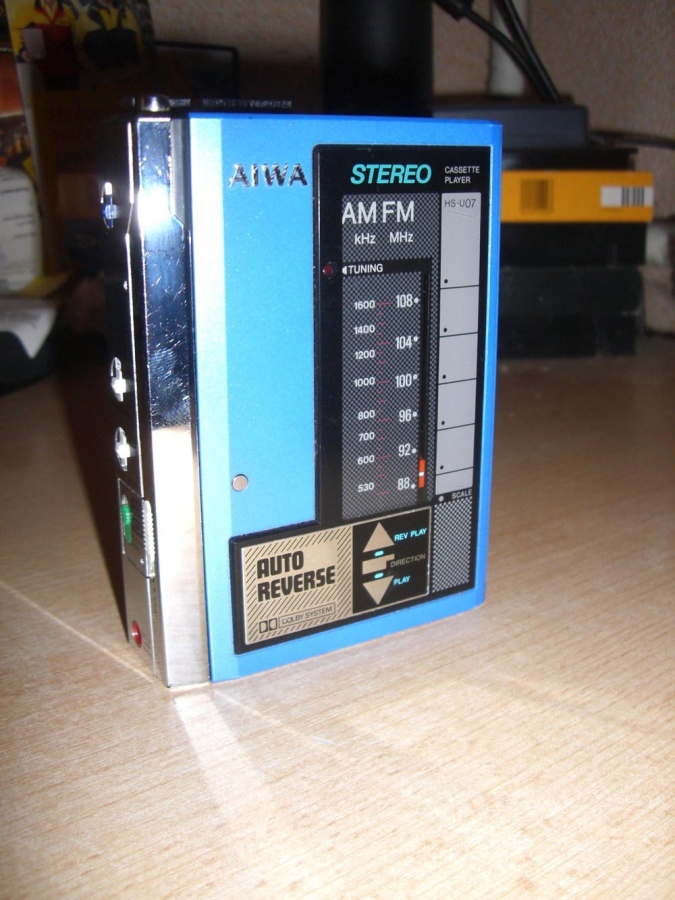 AIWA
STEREO
CASSETTE
PLAYER
HS-U07
AM FM
kHz MHz
TUNING
1600 108
1400
104
1200
1000 100
800 96
700
92
600
530 88
SCALE
AUTO
REVERSE
DOLBY SYSTEM
REV PLAY
DIRECTION
PLAY